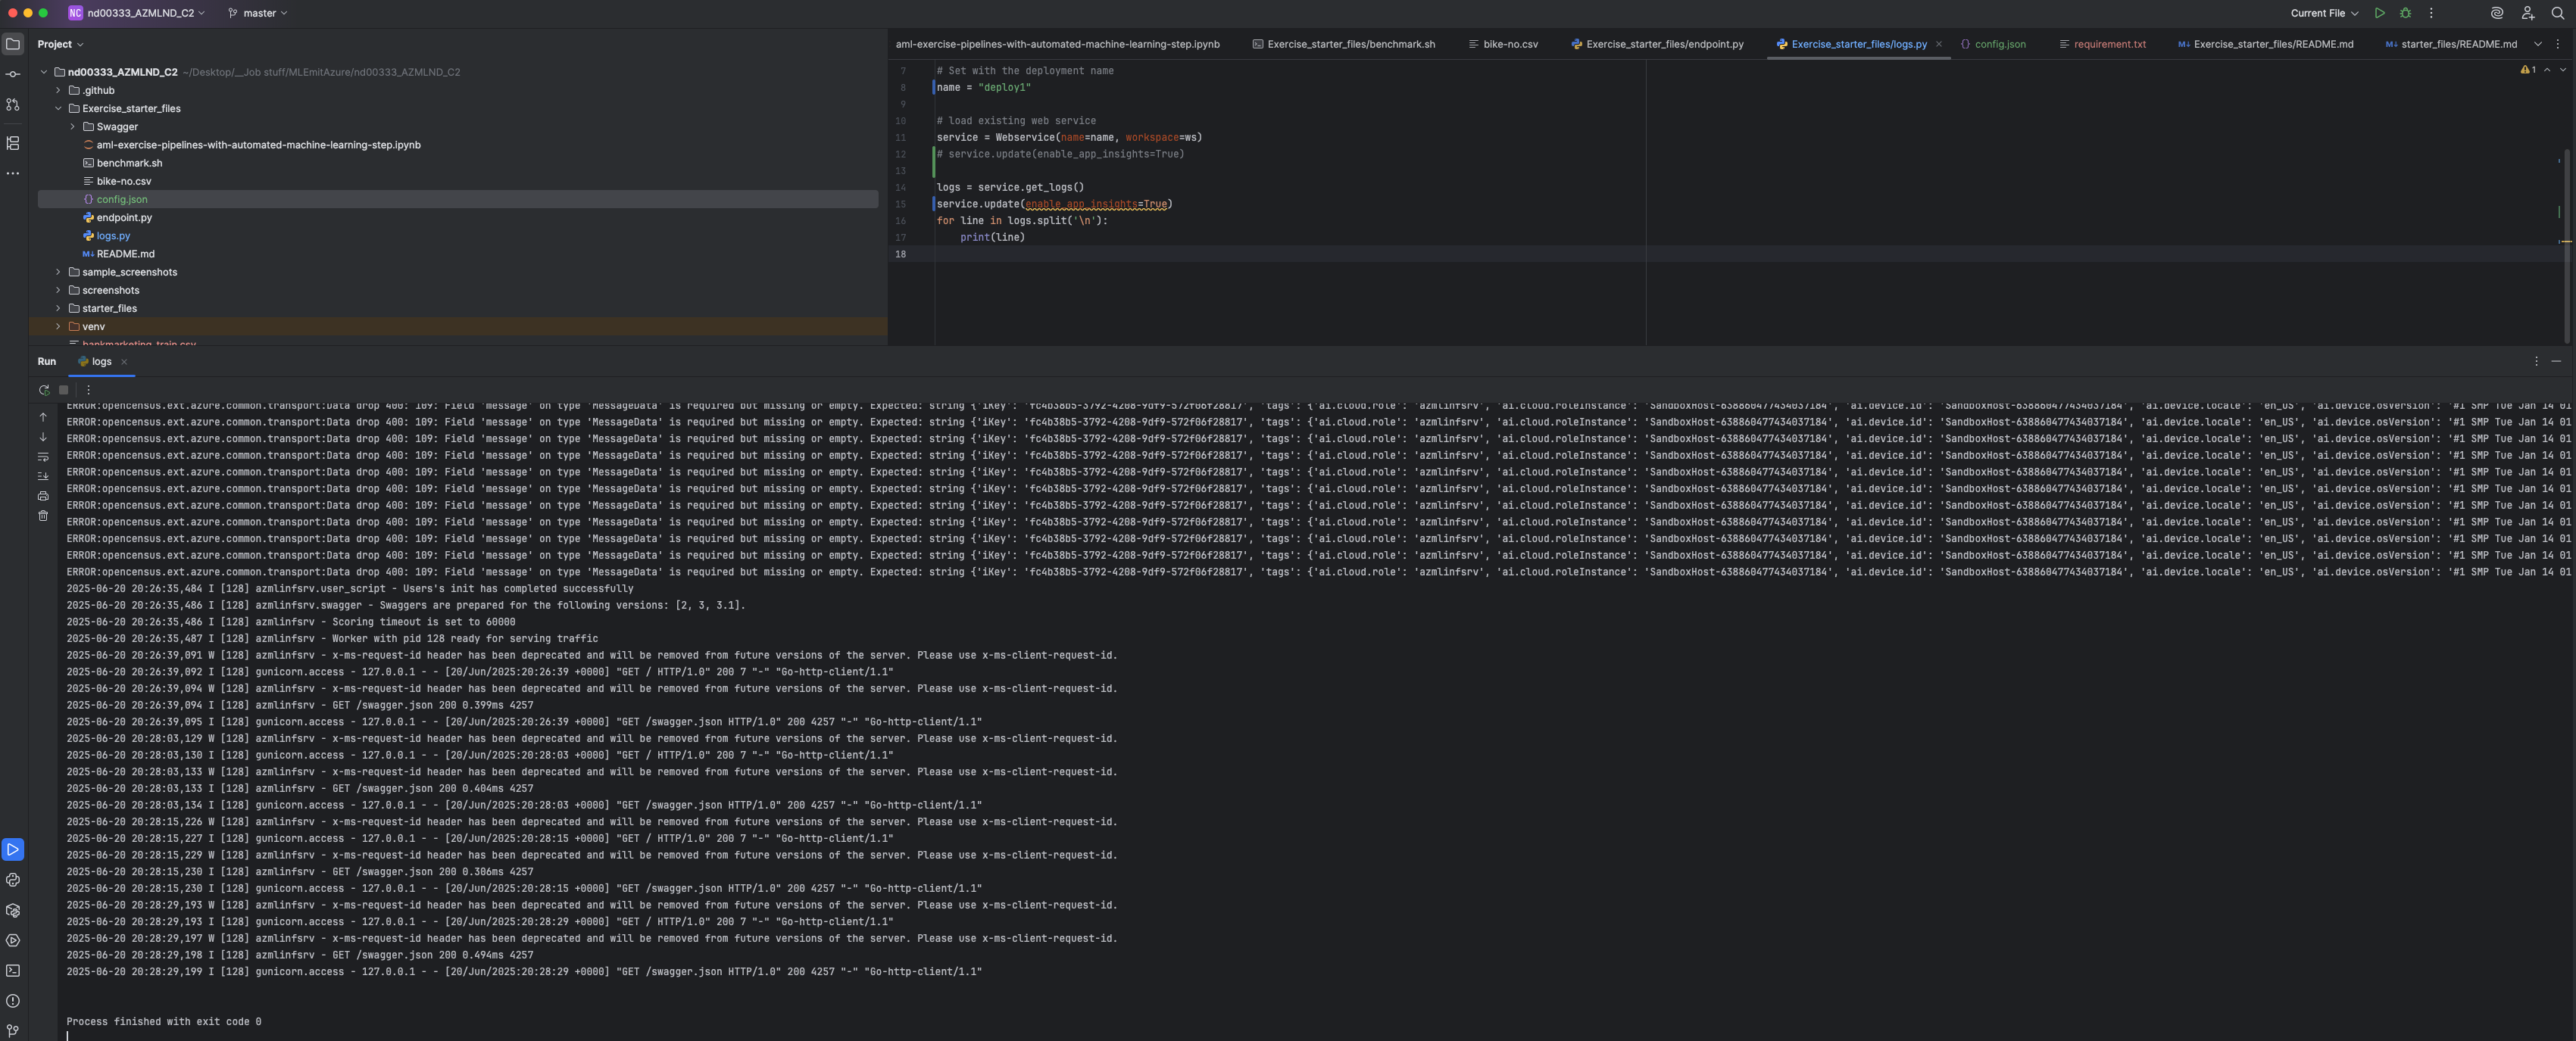 NC nd00333_AZMLND_C2 master Current File
Project
nd00333_AZMLND_C2 ~/Desktop/__Job stuff/MLEmitAzure/nd00333_AZMLND_C2
.github
Exercise_starter_files
Swagger
aml-exercise-pipelines-with-automated-machine-learning-step.ipynb
benchmark.sh
bike-no.csv
config.json
endpoint.py
logs.py
M↓ README.md
sample_screenshots
screenshots
starter_files
venv
bankmarketing_train.csv
aml-exercise-pipelines-with-automated-machine-learning-step.ipynb Exercise_starter_files/benchmark.sh bike-no.csv Exercise_starter_files/endpoint.py Exercise_starter_files/logs.py config.json requirement.txt M↓ Exercise_starter_files/README.md M↓ starter_files/README.md
1
7 # Set with the deployment name
8 name = "deploy1"
9
10 # load existing web service
11 service = Webservice(name=name, workspace=ws)
12 # service.update(enable_app_insights=True)
13
14 logs = service.get_logs()
15 service.update(enable_app_insights=True)
16 for line in logs.split('\n'):
17 print(line)
18
Run logs
ERROR:opencensus.ext.azure.common.transport:Data drop 400: 109: Field 'message' on type 'MessageData' is required but missing or empty. Expected: string {'iKey': 'fc4b38b5-3792-4208-9df9-572f06f28817', 'tags': {'ai.cloud.role': 'azmlinfsrv', 'ai.cloud.roleInstance': 'SandboxHost-638860477434037184', 'ai.device.id': 'SandboxHost-638860477434037184', 'ai.device.locale': 'en_US', 'ai.device.osVersion': '#1 SMP Tue Jan 14 01
ERROR:opencensus.ext.azure.common.transport:Data drop 400: 109: Field 'message' on type 'MessageData' is required but missing or empty. Expected: string {'iKey': 'fc4b38b5-3792-4208-9df9-572f06f28817', 'tags': {'ai.cloud.role': 'azmlinfsrv', 'ai.cloud.roleInstance': 'SandboxHost-638860477434037184', 'ai.device.id': 'SandboxHost-638860477434037184', 'ai.device.locale': 'en_US', 'ai.device.osVersion': '#1 SMP Tue Jan 14 01
ERROR:opencensus.ext.azure.common.transport:Data drop 400: 109: Field 'message' on type 'MessageData' is required but missing or empty. Expected: string {'iKey': 'fc4b38b5-3792-4208-9df9-572f06f28817', 'tags': {'ai.cloud.role': 'azmlinfsrv', 'ai.cloud.roleInstance': 'SandboxHost-638860477434037184', 'ai.device.id': 'SandboxHost-638860477434037184', 'ai.device.locale': 'en_US', 'ai.device.osVersion': '#1 SMP Tue Jan 14 01
ERROR:opencensus.ext.azure.common.transport:Data drop 400: 109: Field 'message' on type 'MessageData' is required but missing or empty. Expected: string {'iKey': 'fc4b38b5-3792-4208-9df9-572f06f28817', 'tags': {'ai.cloud.role': 'azmlinfsrv', 'ai.cloud.roleInstance': 'SandboxHost-638860477434037184', 'ai.device.id': 'SandboxHost-638860477434037184', 'ai.device.locale': 'en_US', 'ai.device.osVersion': '#1 SMP Tue Jan 14 01
ERROR:opencensus.ext.azure.common.transport:Data drop 400: 109: Field 'message' on type 'MessageData' is required but missing or empty. Expected: string {'iKey': 'fc4b38b5-3792-4208-9df9-572f06f28817', 'tags': {'ai.cloud.role': 'azmlinfsrv', 'ai.cloud.roleInstance': 'SandboxHost-638860477434037184', 'ai.device.id': 'SandboxHost-638860477434037184', 'ai.device.locale': 'en_US', 'ai.device.osVersion': '#1 SMP Tue Jan 14 01
ERROR:opencensus.ext.azure.common.transport:Data drop 400: 109: Field 'message' on type 'MessageData' is required but missing or empty. Expected: string {'iKey': 'fc4b38b5-3792-4208-9df9-572f06f28817', 'tags': {'ai.cloud.role': 'azmlinfsrv', 'ai.cloud.roleInstance': 'SandboxHost-638860477434037184', 'ai.device.id': 'SandboxHost-638860477434037184', 'ai.device.locale': 'en_US', 'ai.device.osVersion': '#1 SMP Tue Jan 14 01
ERROR:opencensus.ext.azure.common.transport:Data drop 400: 109: Field 'message' on type 'MessageData' is required but missing or empty. Expected: string {'iKey': 'fc4b38b5-3792-4208-9df9-572f06f28817', 'tags': {'ai.cloud.role': 'azmlinfsrv', 'ai.cloud.roleInstance': 'SandboxHost-638860477434037184', 'ai.device.id': 'SandboxHost-638860477434037184', 'ai.device.locale': 'en_US', 'ai.device.osVersion': '#1 SMP Tue Jan 14 01
ERROR:opencensus.ext.azure.common.transport:Data drop 400: 109: Field 'message' on type 'MessageData' is required but missing or empty. Expected: string {'iKey': 'fc4b38b5-3792-4208-9df9-572f06f28817', 'tags': {'ai.cloud.role': 'azmlinfsrv', 'ai.cloud.roleInstance': 'SandboxHost-638860477434037184', 'ai.device.id': 'SandboxHost-638860477434037184', 'ai.device.locale': 'en_US', 'ai.device.osVersion': '#1 SMP Tue Jan 14 01
ERROR:opencensus.ext.azure.common.transport:Data drop 400: 109: Field 'message' on type 'MessageData' is required but missing or empty. Expected: string {'iKey': 'fc4b38b5-3792-4208-9df9-572f06f28817', 'tags': {'ai.cloud.role': 'azmlinfsrv', 'ai.cloud.roleInstance': 'SandboxHost-638860477434037184', 'ai.device.id': 'SandboxHost-638860477434037184', 'ai.device.locale': 'en_US', 'ai.device.osVersion': '#1 SMP Tue Jan 14 01
ERROR:opencensus.ext.azure.common.transport:Data drop 400: 109: Field 'message' on type 'MessageData' is required but missing or empty. Expected: string {'iKey': 'fc4b38b5-3792-4208-9df9-572f06f28817', 'tags': {'ai.cloud.role': 'azmlinfsrv', 'ai.cloud.roleInstance': 'SandboxHost-638860477434037184', 'ai.device.id': 'SandboxHost-638860477434037184', 'ai.device.locale': 'en_US', 'ai.device.osVersion': '#1 SMP Tue Jan 14 01
ERROR:opencensus.ext.azure.common.transport:Data drop 400: 109: Field 'message' on type 'MessageData' is required but missing or empty. Expected: string {'iKey': 'fc4b38b5-3792-4208-9df9-572f06f28817', 'tags': {'ai.cloud.role': 'azmlinfsrv', 'ai.cloud.roleInstance': 'SandboxHost-638860477434037184', 'ai.device.id': 'SandboxHost-638860477434037184', 'ai.device.locale': 'en_US', 'ai.device.osVersion': '#1 SMP Tue Jan 14 01
2025-06-20 20:26:35,484 I [128] azmlinfsrv.user_script - Users's init has completed successfully
2025-06-20 20:26:35,486 I [128] azmlinfsrv.swagger - Swaggers are prepared for the following versions: [2, 3, 3.1].
2025-06-20 20:26:35,486 I [128] azmlinfsrv - Scoring timeout is set to 60000
2025-06-20 20:26:35,487 I [128] azmlinfsrv - Worker with pid 128 ready for serving traffic
2025-06-20 20:26:39,091 W [128] azmlinfsrv - x-ms-request-id header has been deprecated and will be removed from future versions of the server. Please use x-ms-client-request-id.
2025-06-20 20:26:39,092 I [128] gunicorn.access - 127.0.0.1 - - [20/Jun/2025:20:26:39 +0000] "GET / HTTP/1.0" 200 7 "-" "Go-http-client/1.1"
2025-06-20 20:26:39,094 W [128] azmlinfsrv - x-ms-request-id header has been deprecated and will be removed from future versions of the server. Please use x-ms-client-request-id.
2025-06-20 20:26:39,094 I [128] azmlinfsrv - GET /swagger.json 200 0.399ms 4257
2025-06-20 20:26:39,095 I [128] gunicorn.access - 127.0.0.1 - - [20/Jun/2025:20:26:39 +0000] "GET /swagger.json HTTP/1.0" 200 4257 "-" "Go-http-client/1.1"
2025-06-20 20:28:03,129 W [128] azmlinfsrv - x-ms-request-id header has been deprecated and will be removed from future versions of the server. Please use x-ms-client-request-id.
2025-06-20 20:28:03,130 I [128] gunicorn.access - 127.0.0.1 - - [20/Jun/2025:20:28:03 +0000] "GET / HTTP/1.0" 200 7 "-" "Go-http-client/1.1"
2025-06-20 20:28:03,133 W [128] azmlinfsrv - x-ms-request-id header has been deprecated and will be removed from future versions of the server. Please use x-ms-client-request-id.
2025-06-20 20:28:03,133 I [128] azmlinfsrv - GET /swagger.json 200 0.404ms 4257
2025-06-20 20:28:03,134 I [128] gunicorn.access - 127.0.0.1 - - [20/Jun/2025:20:28:03 +0000] "GET /swagger.json HTTP/1.0" 200 4257 "-" "Go-http-client/1.1"
2025-06-20 20:28:15,226 W [128] azmlinfsrv - x-ms-request-id header has been deprecated and will be removed from future versions of the server. Please use x-ms-client-request-id.
2025-06-20 20:28:15,227 I [128] gunicorn.access - 127.0.0.1 - - [20/Jun/2025:20:28:15 +0000] "GET / HTTP/1.0" 200 7 "-" "Go-http-client/1.1"
2025-06-20 20:28:15,229 W [128] azmlinfsrv - x-ms-request-id header has been deprecated and will be removed from future versions of the server. Please use x-ms-client-request-id.
2025-06-20 20:28:15,230 I [128] azmlinfsrv - GET /swagger.json 200 0.306ms 4257
2025-06-20 20:28:15,230 I [128] gunicorn.access - 127.0.0.1 - - [20/Jun/2025:20:28:15 +0000] "GET /swagger.json HTTP/1.0" 200 4257 "-" "Go-http-client/1.1"
2025-06-20 20:28:29,193 W [128] azmlinfsrv - x-ms-request-id header has been deprecated and will be removed from future versions of the server. Please use x-ms-client-request-id.
2025-06-20 20:28:29,193 I [128] gunicorn.access - 127.0.0.1 - - [20/Jun/2025:20:28:29 +0000] "GET / HTTP/1.0" 200 7 "-" "Go-http-client/1.1"
2025-06-20 20:28:29,197 W [128] azmlinfsrv - x-ms-request-id header has been deprecated and will be removed from future versions of the server. Please use x-ms-client-request-id.
2025-06-20 20:28:29,198 I [128] azmlinfsrv - GET /swagger.json 200 0.494ms 4257
2025-06-20 20:28:29,199 I [128] gunicorn.access - 127.0.0.1 - - [20/Jun/2025:20:28:29 +0000] "GET /swagger.json HTTP/1.0" 200 4257 "-" "Go-http-client/1.1"
Process finished with exit code 0